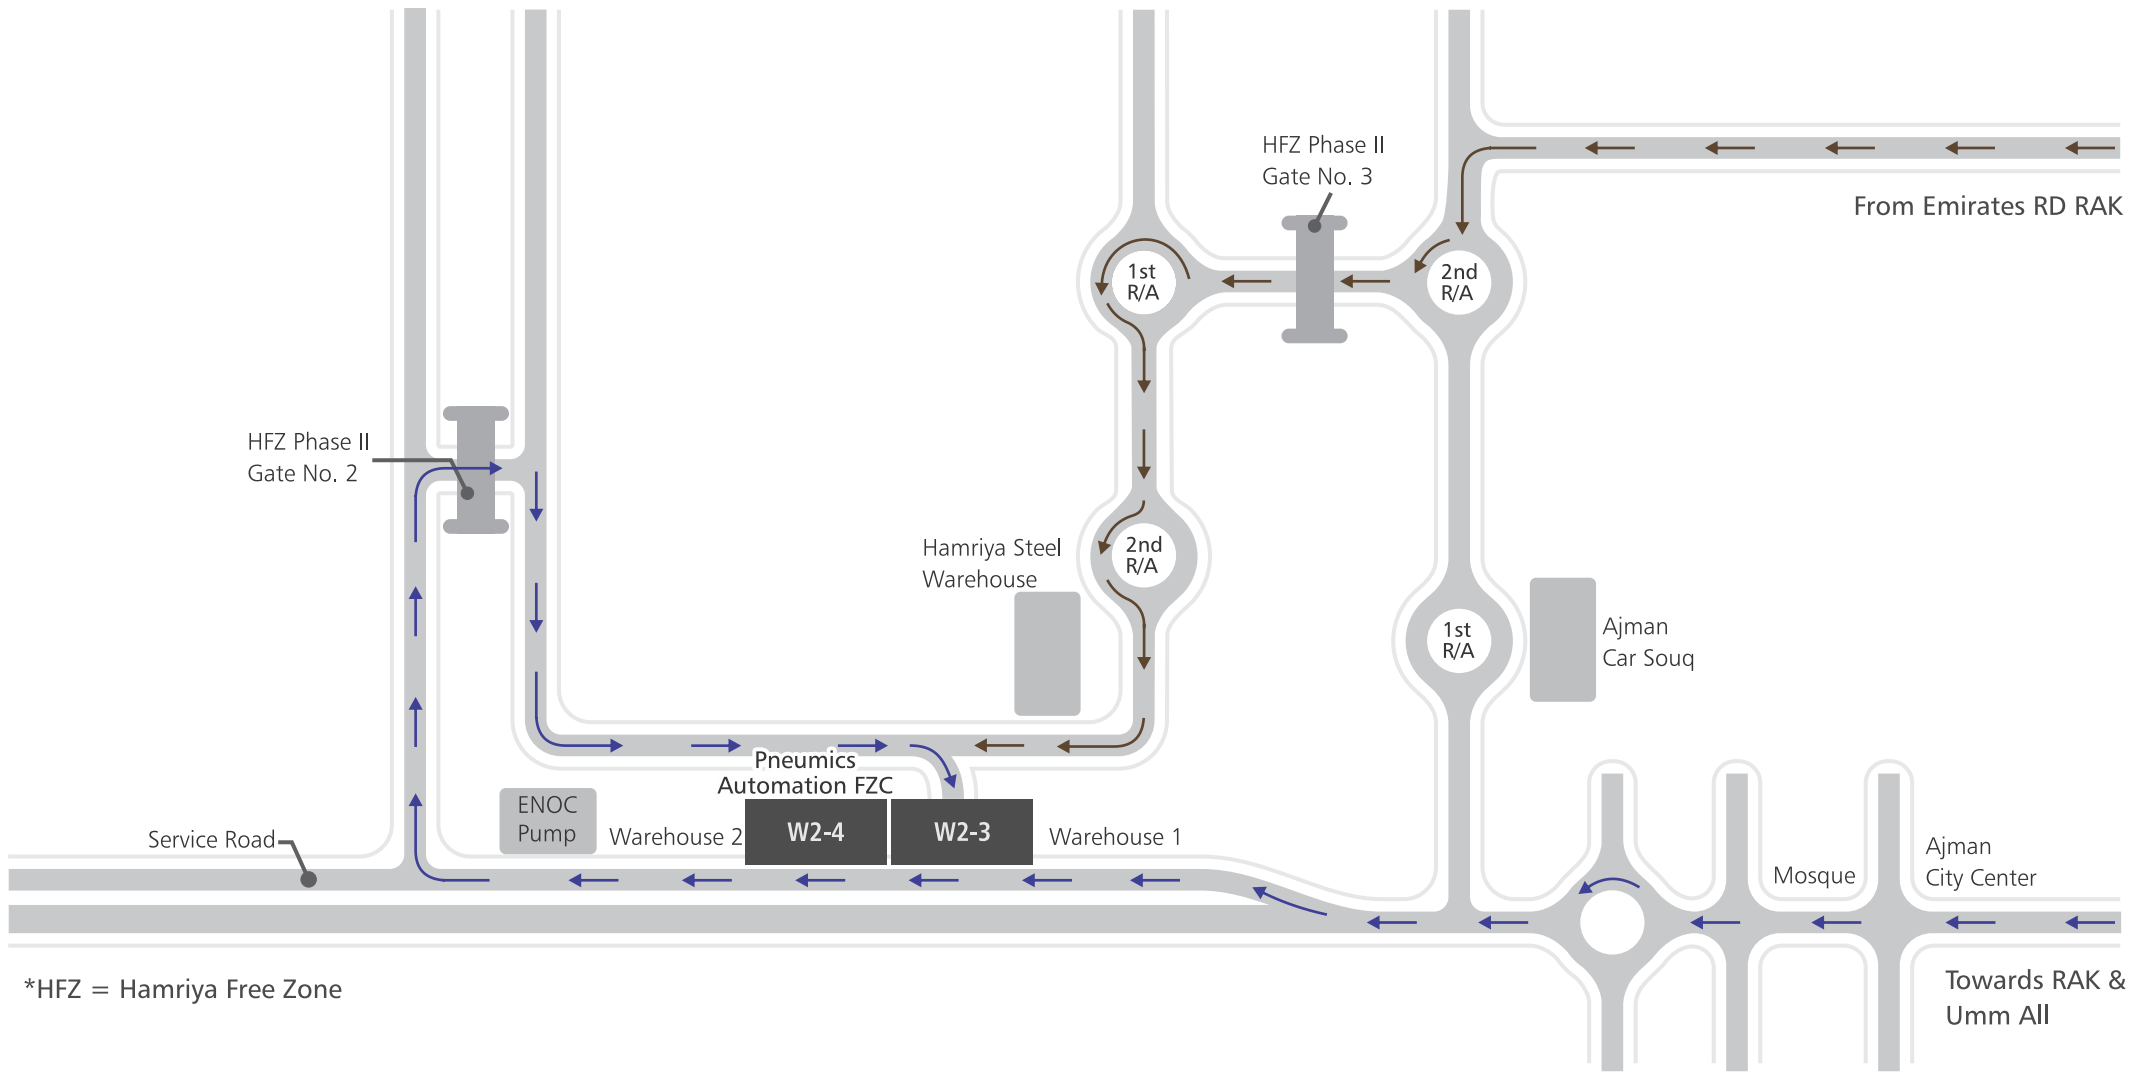 HFZ Phase II
Gate No. 3
From Emirates RD RAK
1st
R/A
2nd
R/A
HFZ Phase II
Gate No. 2
Hamriya Steel
Warehouse
2nd
R/A
1st
R/A
Ajman
Car Souq
Pneumics
Automation FZC
ENOC
Pump
Warehouse 2
W2-4
W2-3
Warehouse 1
Service Road
Mosque
Ajman
City Center
*HFZ = Hamriya Free Zone
Towards RAK &
Umm All